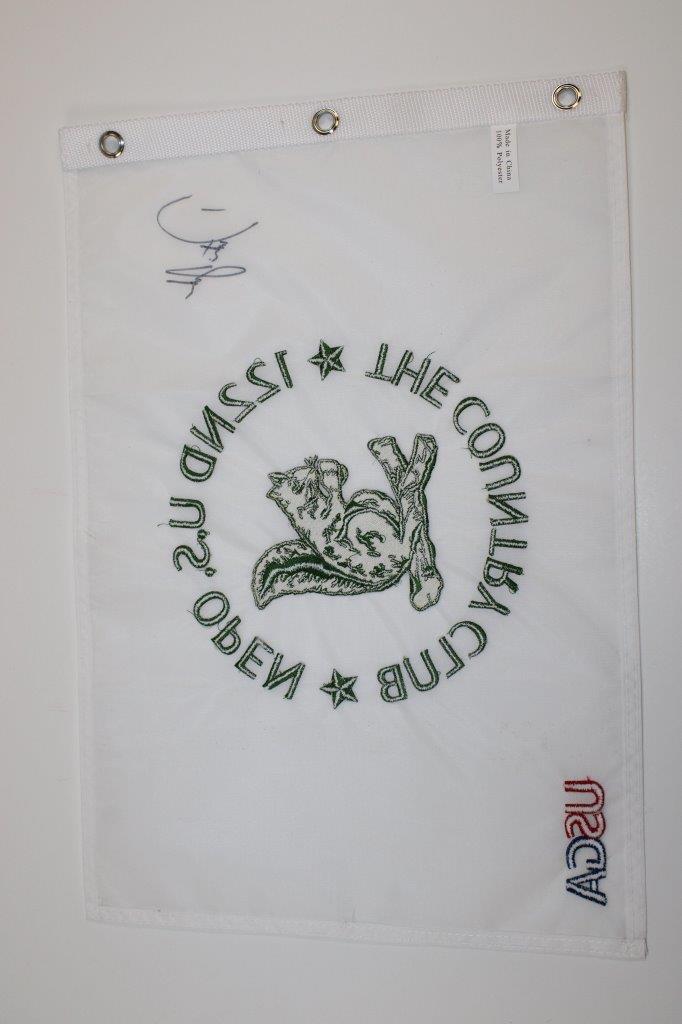 Made in China
100% Polyester
122ND U.S. OPEN
THE COUNTRY CLUB
USGA